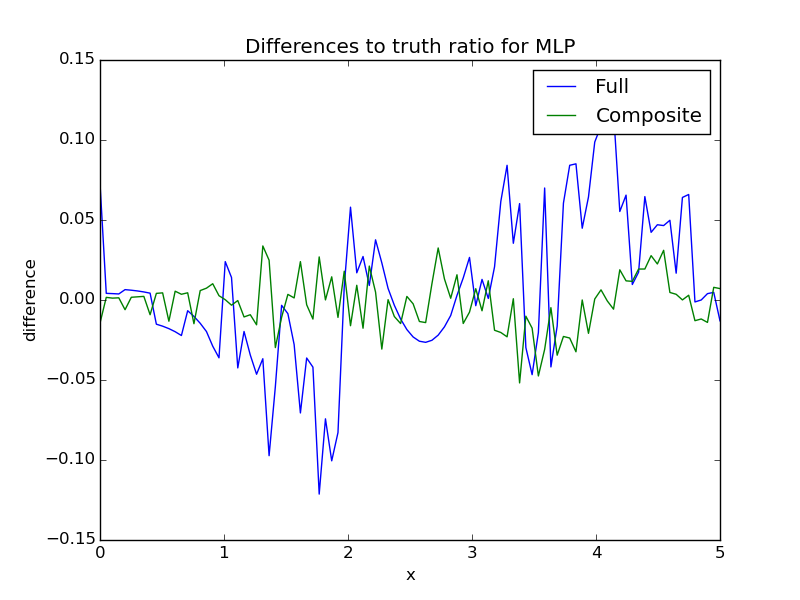 Differences to truth ratio for MLP
0.15
0.10
0.05
0.00
−0.05
−0.10
−0.15
difference
Full
Composite
0 1 2 3 4 5
x